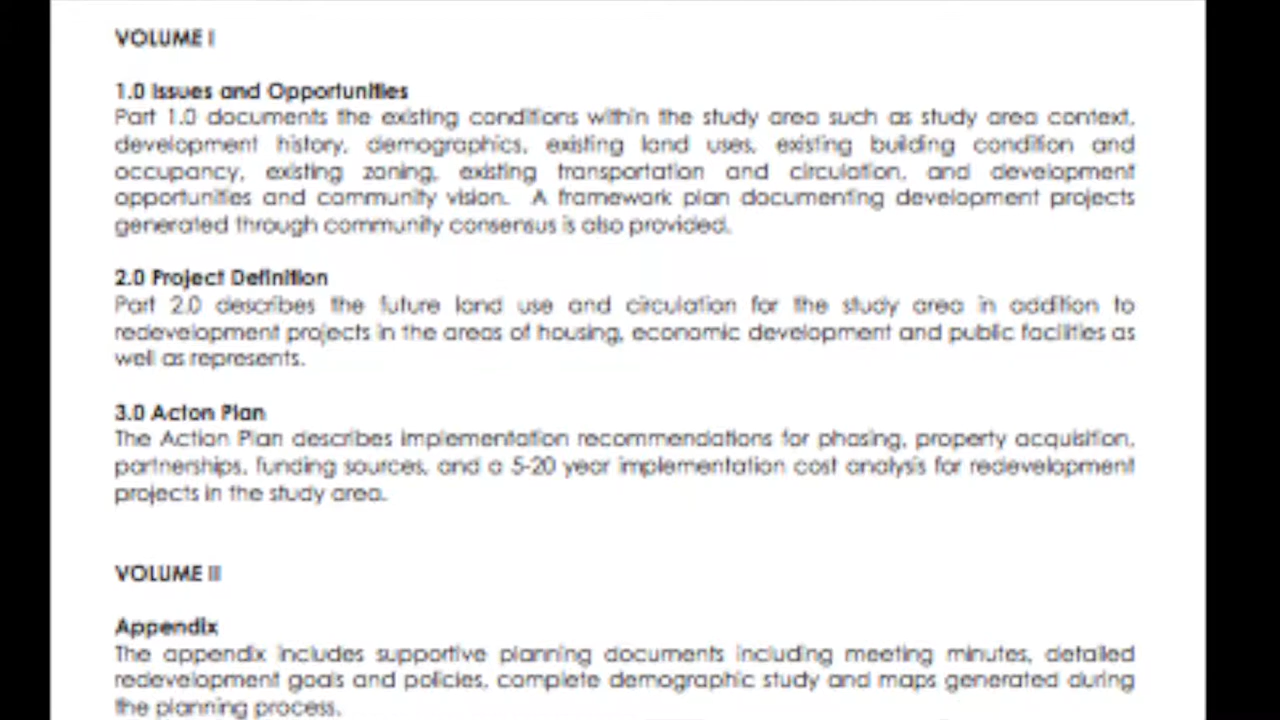 VOLUME I
1.0 Issues and Opportunities
Part 1.0 documents the existing conditions within the study area such as study area context,
development history, demographics, existing land uses, existing building condition and
occupancy, existing zoning, existing transportation and circulation, and development
opportunities and community vision. A framework plan documenting development projects
generated through community consensus is also provided.
2.0 Project Definition
Part 2.0 describes the future land use and circulation for the study area in addition to
redevelopment projects in the areas of housing, economic development and public facilities as
well as represents.
3.0 Acton Plan
The Action Plan describes implementation recommendations for phasing, property acquisition,
partnerships, funding sources, and a 5-20 year implementation cost analysis for redevelopment
projects in the study area.
VOLUME II
Appendix
The appendix includes supportive planning documents including meeting minutes, detailed
redevelopment goals and policies, complete demographic study and maps generated during
the planning process.